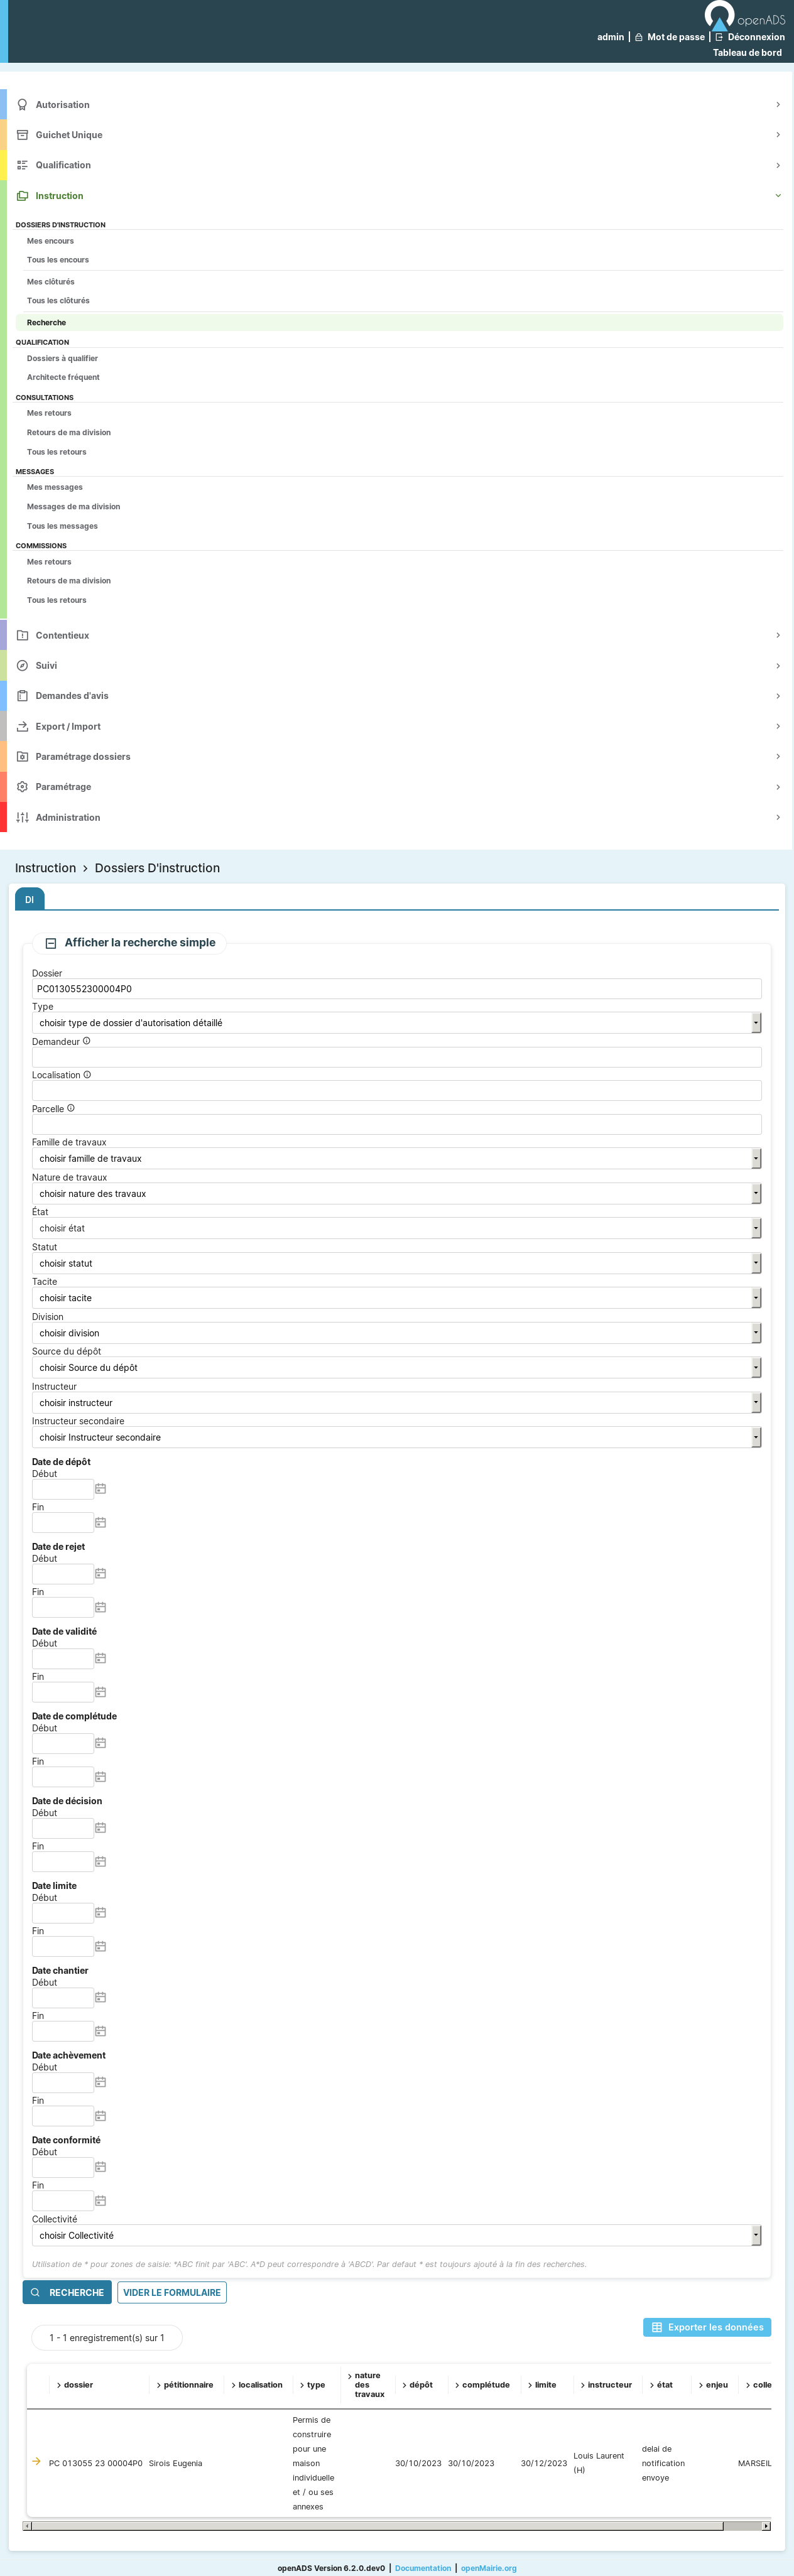 openADS
admin | Mot de passe | Déconnexion
Tableau de bord
Autorisation
Guichet Unique
Qualification
Instruction
DOSSIERS D'INSTRUCTION
Mes encours
Tous les encours
Mes clôturés
Tous les clôturés
Recherche
QUALIFICATION
Dossiers à qualifier
Architecte fréquent
CONSULTATIONS
Mes retours
Retours de ma division
Tous les retours
MESSAGES
Mes messages
Messages de ma division
Tous les messages
COMMISSIONS
Mes retours
Retours de ma division
Tous les retours
Contentieux
Suivi
Demandes d'avis
Export / Import
Paramétrage dossiers
Paramétrage
Administration
Instruction > Dossiers D'instruction
DI
Afficher la recherche simple
Dossier
PC0130552300004P0
Type
choisir type de dossier d'autorisation détaillé
Demandeur
Localisation
Parcelle
Famille de travaux
choisir famille de travaux
Nature de travaux
choisir nature des travaux
État
choisir état
Statut
choisir statut
Tacite
choisir tacite
Division
choisir division
Source du dépôt
choisir Source du dépôt
Instructeur
choisir instructeur
Instructeur secondaire
choisir Instructeur secondaire
Date de dépôt
Début
Fin
Date de rejet
Début
Fin
Date de validité
Début
Fin
Date de complétude
Début
Fin
Date de décision
Début
Fin
Date limite
Début
Fin
Date chantier
Début
Fin
Date achèvement
Début
Fin
Date conformité
Début
Fin
Collectivité
choisir Collectivité
Utilisation de * pour zones de saisie: *ABC finit par 'ABC'. A*D peut correspondre à 'ABCD'. Par defaut * est toujours ajouté à la fin des recherches.
RECHERCHE VIDER LE FORMULAIRE
Exporter les données
1 - 1 enregistrement(s) sur 1
dossier pétitionnaire localisation type nature des travaux dépôt complétude limite instructeur état enjeu colle
PC 013055 23 00004P0 Sirois Eugenia Permis de construire pour une maison individuelle et / ou ses annexes 30/10/2023 30/10/2023 30/12/2023 Louis Laurent (H) delai de notification envoye MARSEIL
openADS Version 6.2.0.dev0 | Documentation | openMairie.org